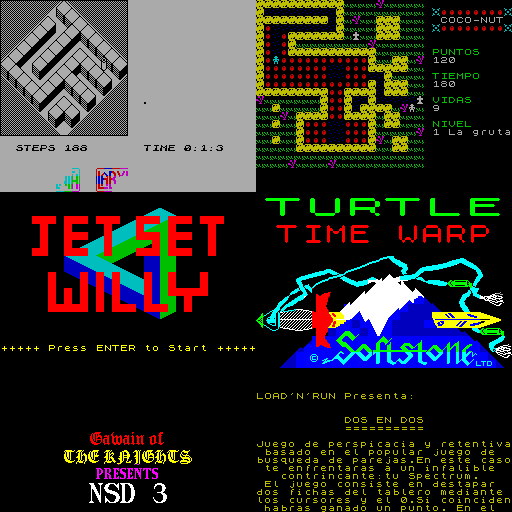 STEPS 188 TIME 0:1:3
COCO-NUT
PUNTOS
120
TIEMPO
180
VIDAS
9
NIVEL
1 La gruta
JET SET
WILLY
+++++ Press ENTER to Start +++++
TURTLE
TIME WARP
© Softstone LTD
Gawain of
THE KNIGHTS
PRESENTS
NSD 3
LOAD'N'RUN Presenta:
DOS EN DOS
==========
Juego de perspicacia y retentiva
basado en el popular juego de
busqueda de parejas.En este caso
te enfrentaras a un infalible
contrincante:tu Spectrum.
El juego consiste en destapar
dos fichas del tablero mediante
los cursores y el 0.Si coinciden
habras ganado un punto. En el